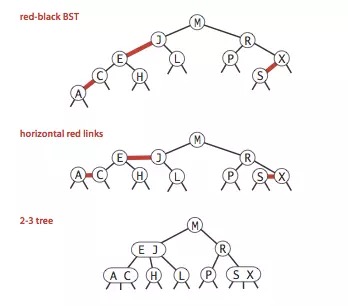 red-black BST
M
J R
E L P X
C H S
A
horizontal red links
M
E J R
A C H L P S X
2-3 tree
M
E J R
A C H L P S X